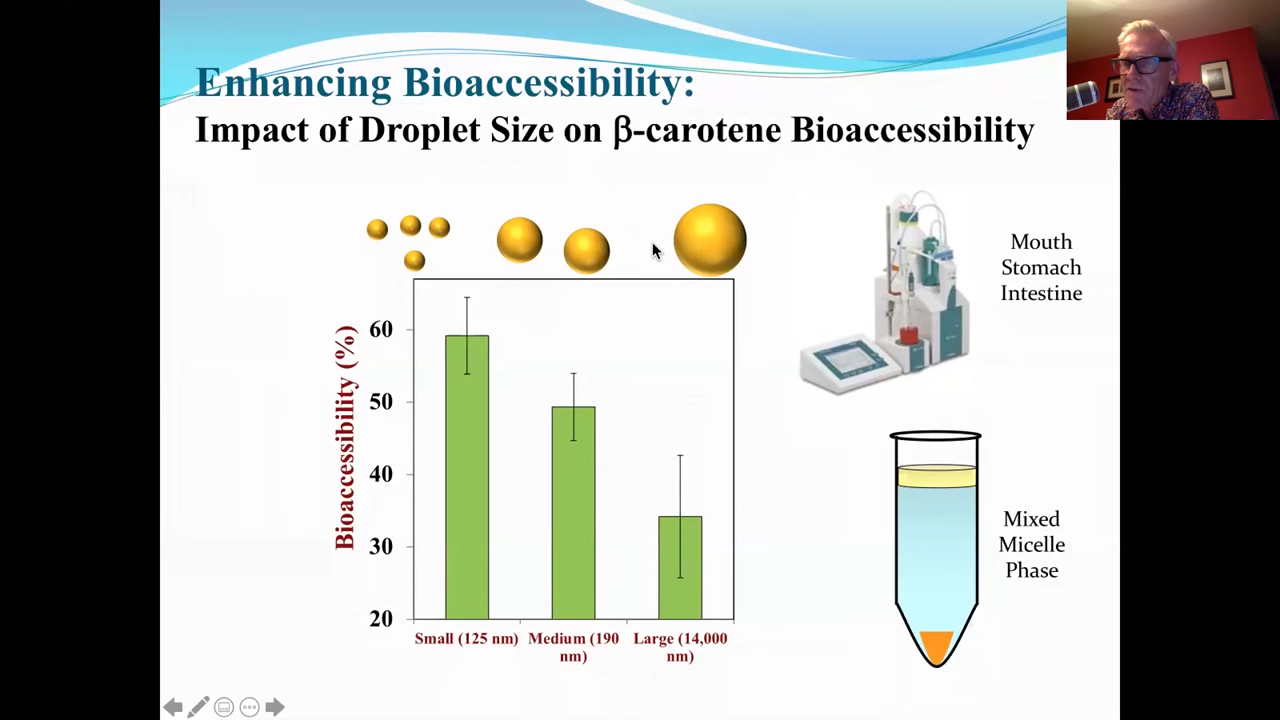 Enhancing Bioaccessibility:
Impact of Droplet Size on β-carotene Bioaccessibility
Mouth
Stomach
Intestine
Bioaccessibility (%)
60
50
40
30
20
Small (125 nm)
Medium (190
nm)
Large (14,000
nm)
Mixed
Micelle
Phase